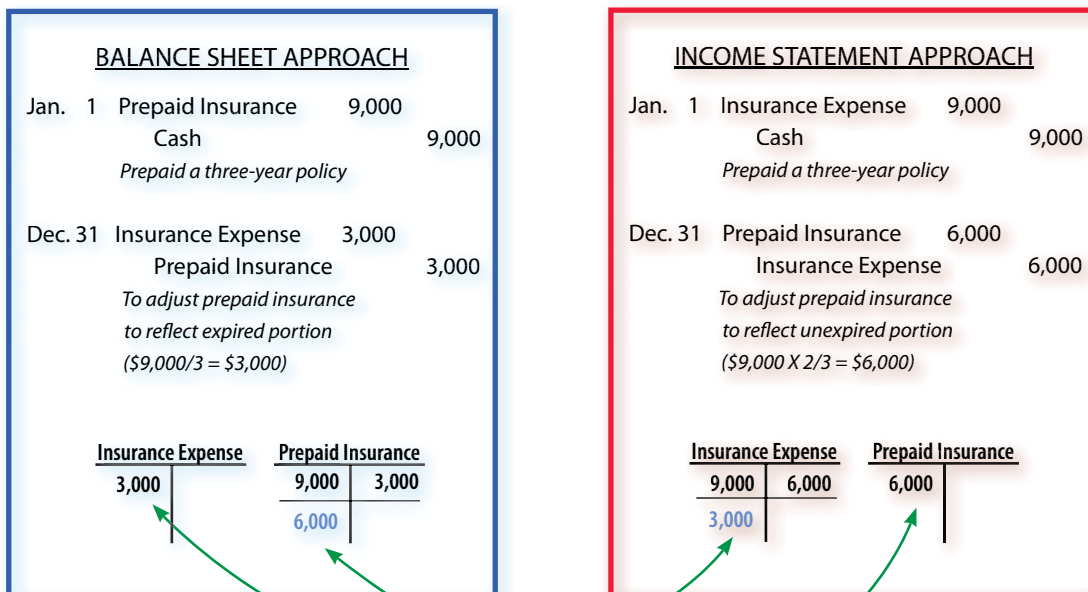 BALANCE SHEET APPROACH
Jan. 1 Prepaid Insurance 9,000
Cash 9,000
Prepaid a three-year policy
Dec. 31 Insurance Expense 3,000
Prepaid Insurance 3,000
To adjust prepaid insurance
to reflect expired portion
($9,000/3 = $3,000)
Insurance Expense Prepaid Insurance
3,000 9,000 3,000
6,000
INCOME STATEMENT APPROACH
Jan. 1 Insurance Expense 9,000
Cash 9,000
Prepaid a three-year policy
Dec. 31 Prepaid Insurance 6,000
Insurance Expense 6,000
To adjust prepaid insurance
to reflect unexpired portion
($9,000 X 2/3 = $6,000)
Insurance Expense Prepaid Insurance
9,000 6,000 6,000
3,000